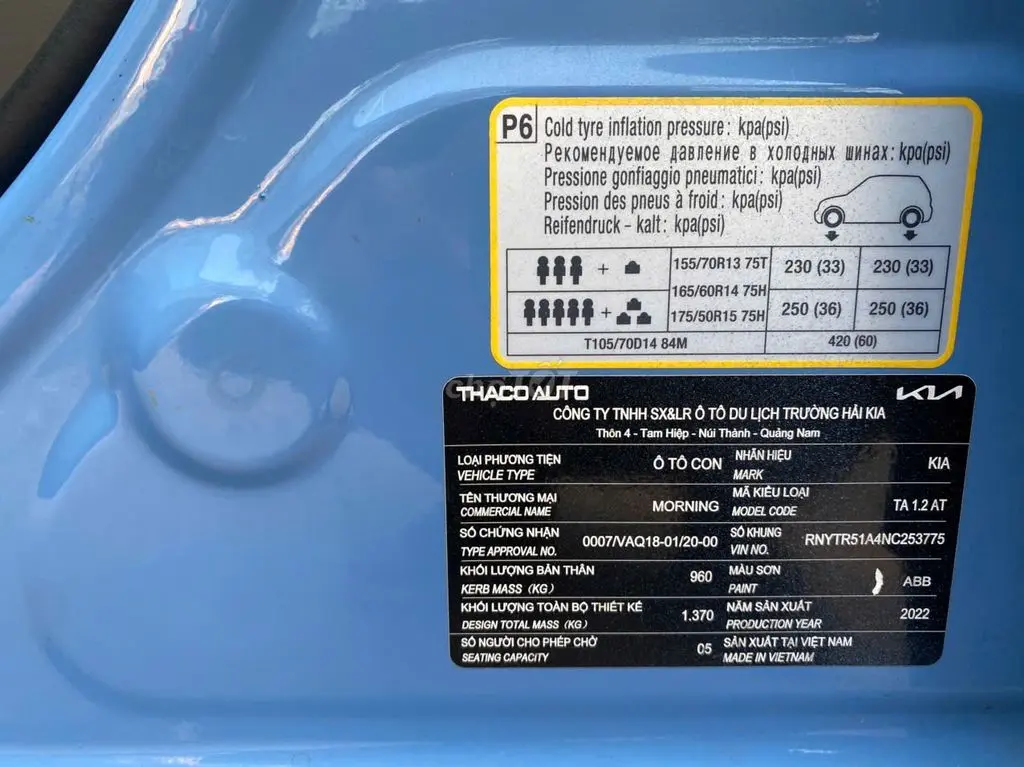 P6 Cold tyre inflation pressure: kpa(psi)
Рекомендуемое давление в холодных шинах: kpa(psi)
Pressione gonfiaggio pneumatici: kpa(psi)
Pression des pneus à froid: kpa(psi)
Reifendruck - kalt: kpa(psi)
+ 155/70R13 75T 230 (33) 230 (33)
165/60R14 75H
+ 175/50R15 75H 250 (36) 250 (36)
T105/70D14 84M 420 (60)
THACO AUTO KIA
CÔNG TY TNHH SX&LR Ô TÔ DU LỊCH TRƯỜNG HẢI KIA
Thôn 4 - Tam Hiệp - Núi Thành - Quảng Nam
LOẠI PHƯƠNG TIỆN Ô TÔ CON NHÃN HIỆU KIA
VEHICLE TYPE MARK
TÊN THƯƠNG MẠI MORNING MÃ KIỂU LOẠI TA 1.2 AT
COMMERCIAL NAME MODEL CODE
SỐ CHỨNG NHẬN 0007/VAQ18-01/20-00 SỐ KHUNG RNYTR51A4NC253775
TYPE APPROVAL NO. VIN NO.
KHỐI LƯỢNG BẢN THÂN 960 MÀU SƠN ABB
KERB MASS (KG) PAINT
KHỐI LƯỢNG TOÀN BỘ THIẾT KẾ 1.370 NĂM SẢN XUẤT 2022
DESIGN TOTAL MASS (KG) PRODUCTION YEAR
SỐ NGƯỜI CHO PHÉP CHỞ 05 SẢN XUẤT TẠI VIỆT NAM
SEATING CAPACITY MADE IN VIETNAM